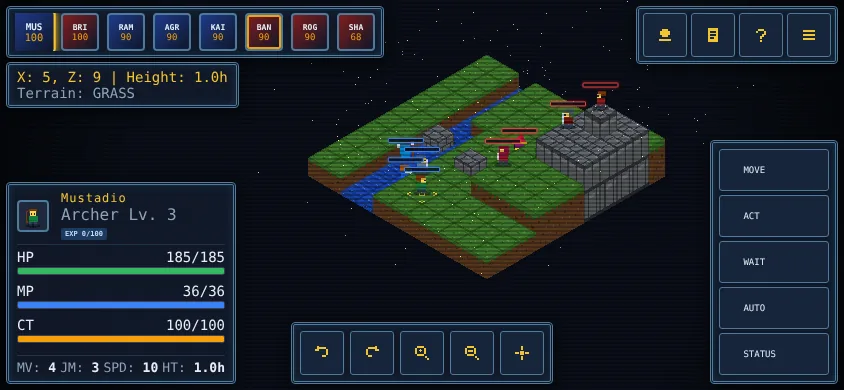 MUS BRI RAM AGR KAI BAN ROG SHA
100 100 90 90 90 90 90 68
?
X: 5, Z: 9 | Height: 1.0h
Terrain: GRASS
Mustadio
Archer Lv. 3
EXP 0/100
HP 185/185
MP 36/36
CT 100/100
MV: 4 JM: 3 SPD: 10 HT: 1.0h
MOVE
ACT
WAIT
AUTO
STATUS